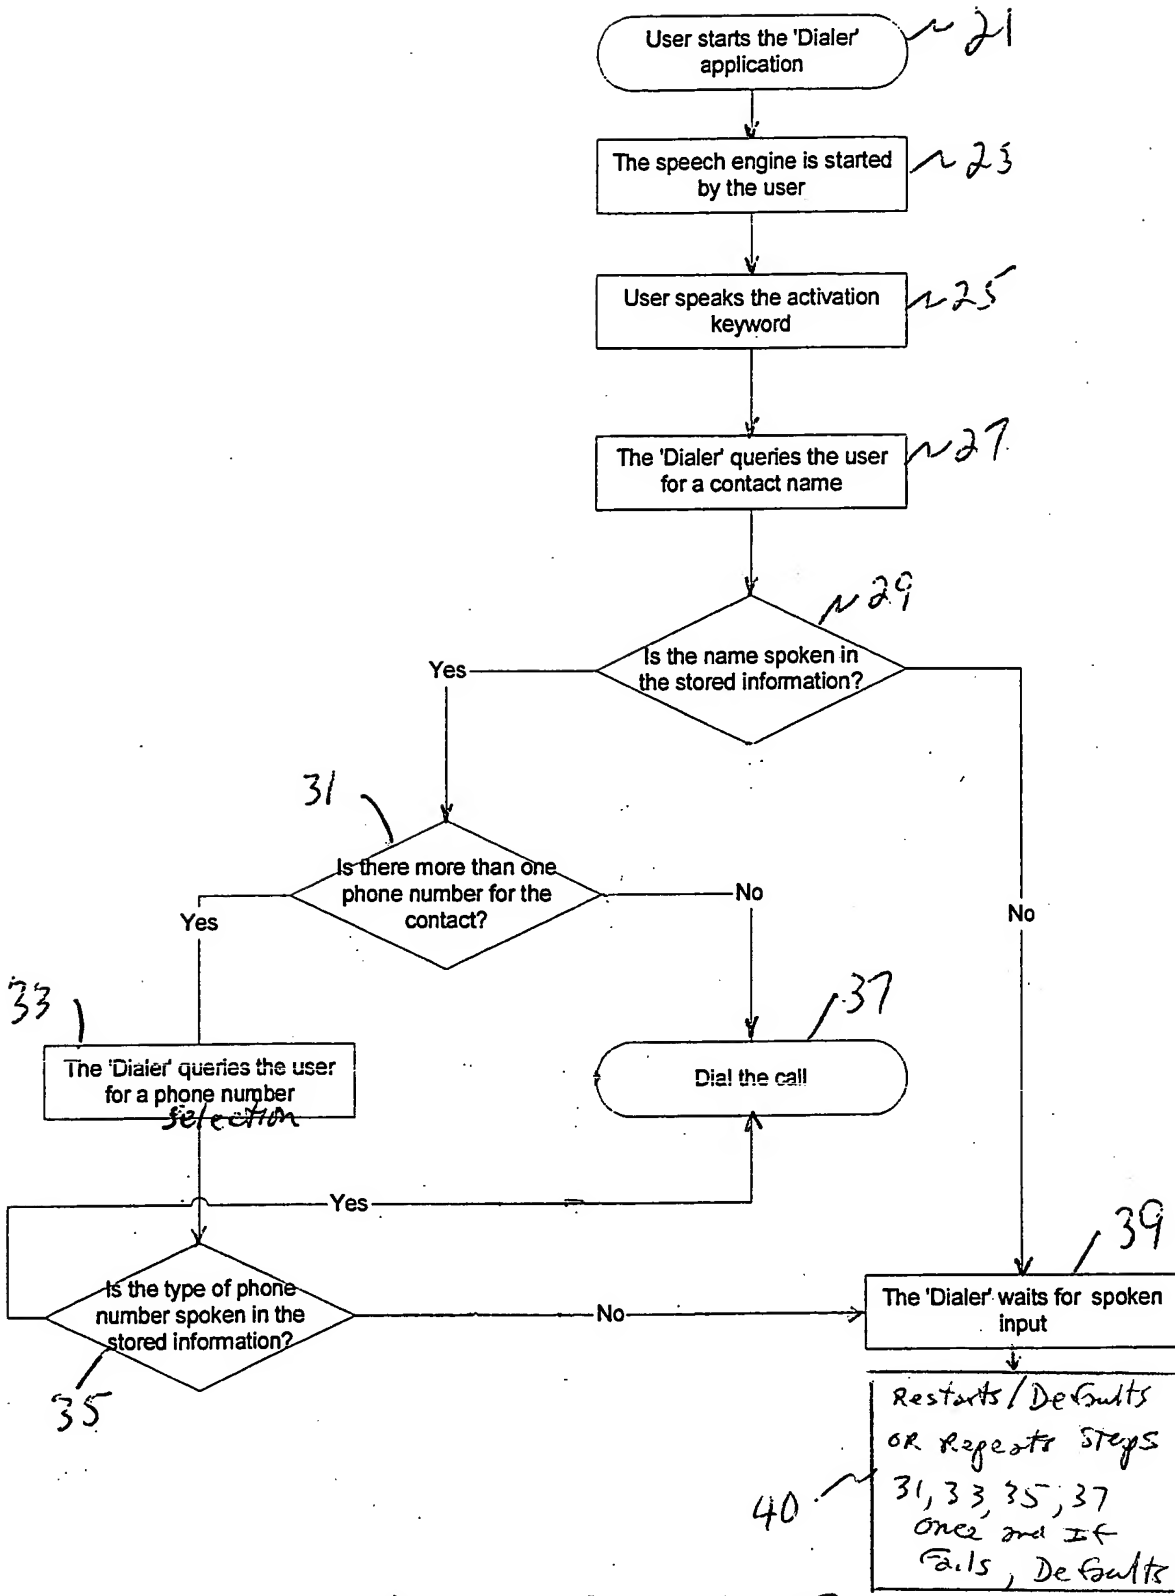 User starts the 'Dialer'
application
21
The speech engine is started
by the user
23
User speaks the activation
keyword
25
The 'Dialer' queries the user
for a contact name
27
Is the name spoken in
the stored information?
29
Yes
No
31
Is there more than one
phone number for the
contact?
Yes
No
33
The 'Dialer' queries the user
for a phone number
selection
37
Dial the call
Yes
Is the type of phone
number spoken in the
stored information?
35
No
39
The 'Dialer' waits for spoken
input
Restarts/Defaults
OR Repeats Steps
31, 33, 35, 37
once and If
Fails, Defaults
40